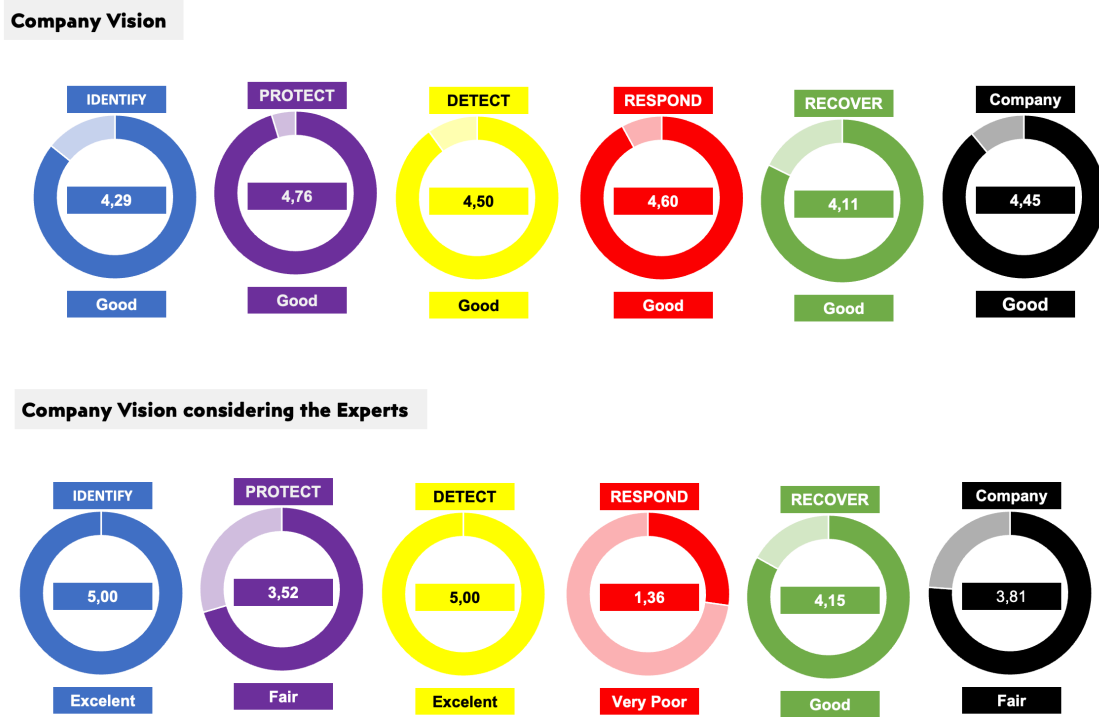 Company Vision
IDENTIFY
PROTECT
DETECT
RESPOND
RECOVER
Company
4,29
4,76
4,50
4,60
4,11
4,45
Good
Good
Good
Good
Good
Good
Company Vision considering the Experts
IDENTIFY
PROTECT
DETECT
RESPOND
RECOVER
Company
5,00
3,52
5,00
1,36
4,15
3,81
Excelent
Fair
Excelent
Very Poor
Good
Fair